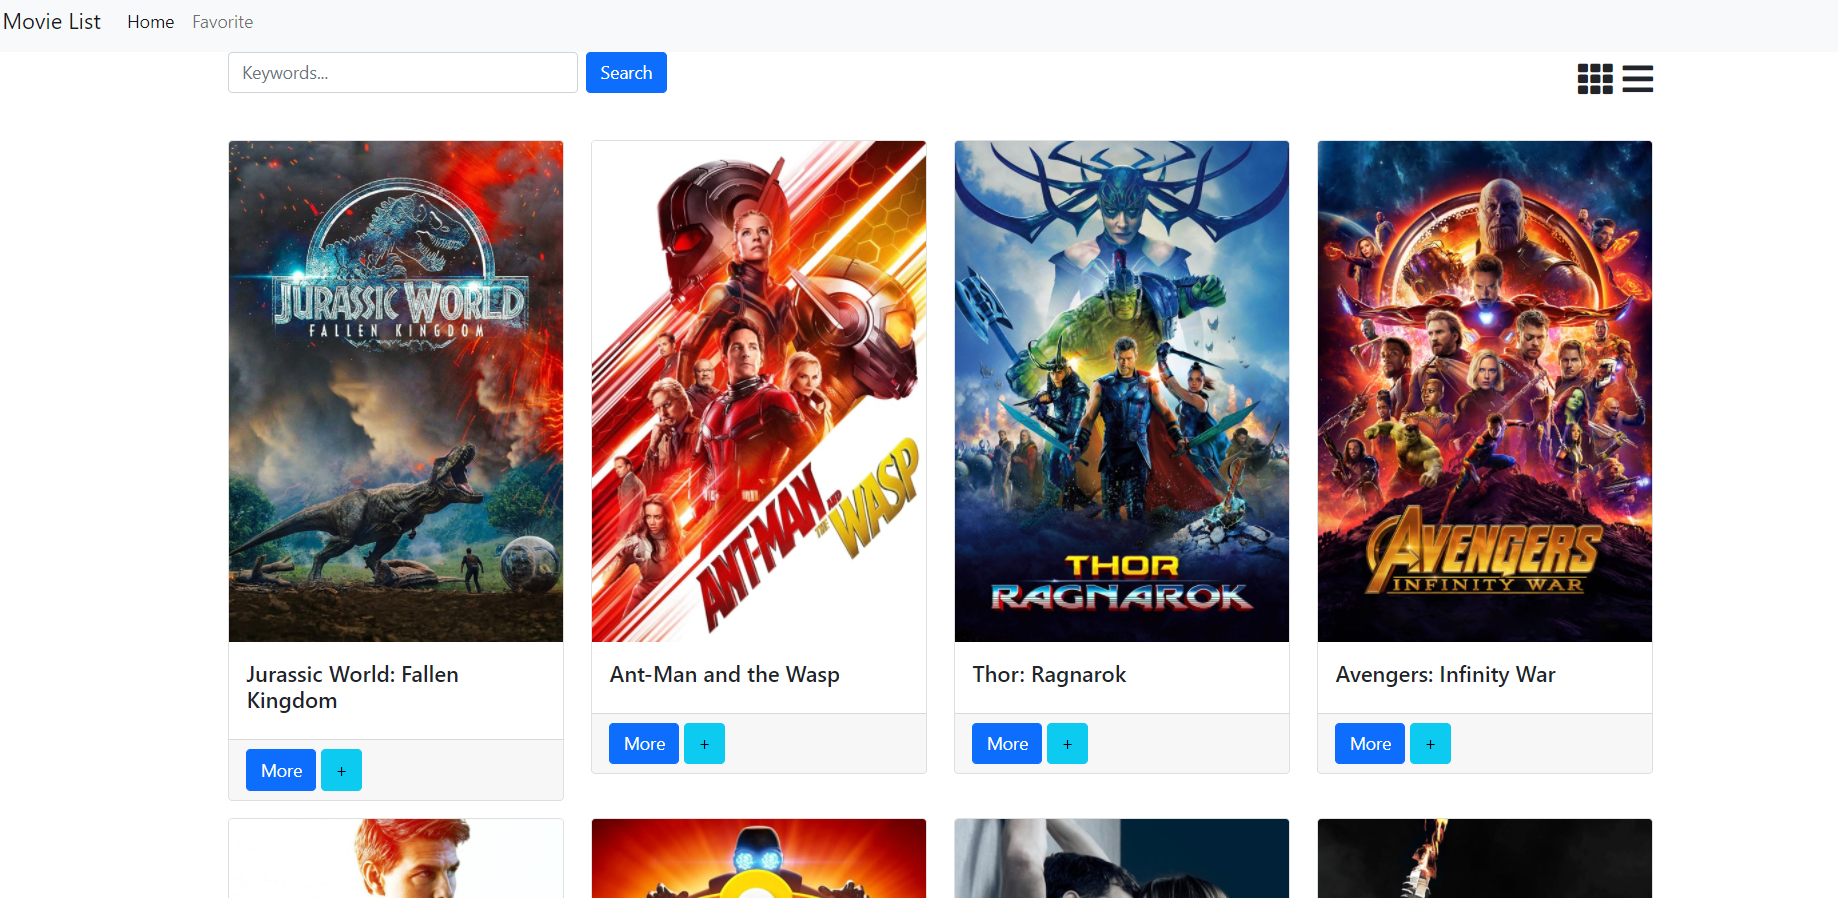 Movie List Home Favorite
Keywords... Search
JURASSIC WORLD
FALLEN KINGDOM
ANT-MAN AND THE WASP
THOR
RAGNAROK
AVENGERS
INFINITY WAR
Jurassic World: Fallen
Kingdom
Ant-Man and the Wasp
Thor: Ragnarok
Avengers: Infinity War
More +
More +
More +
More +